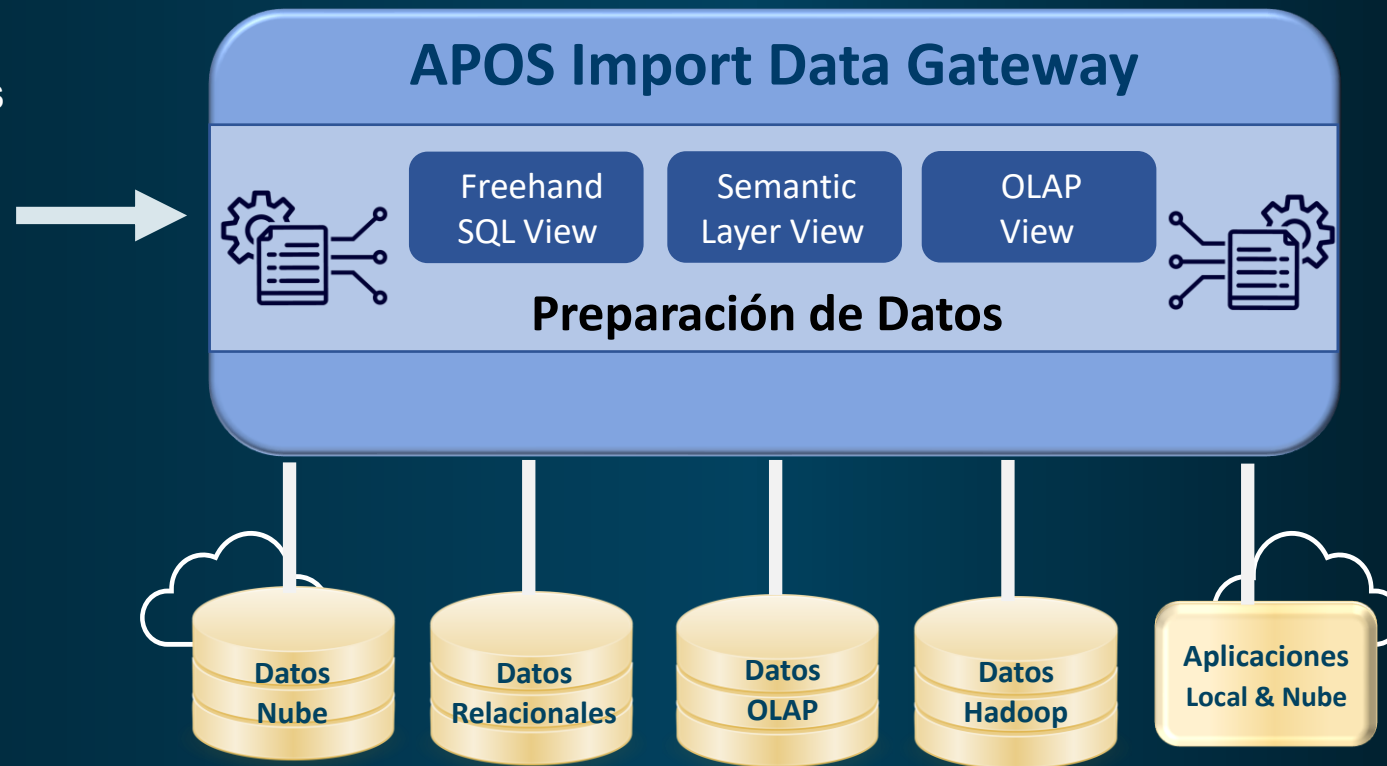 APOS Import Data Gateway
s
Freehand
SQL View
Semantic
Layer View
OLAP
View
Preparación de Datos
Datos
Nube
Datos
Relacionales
Datos
OLAP
Datos
Hadoop
Aplicaciones
Local & Nube